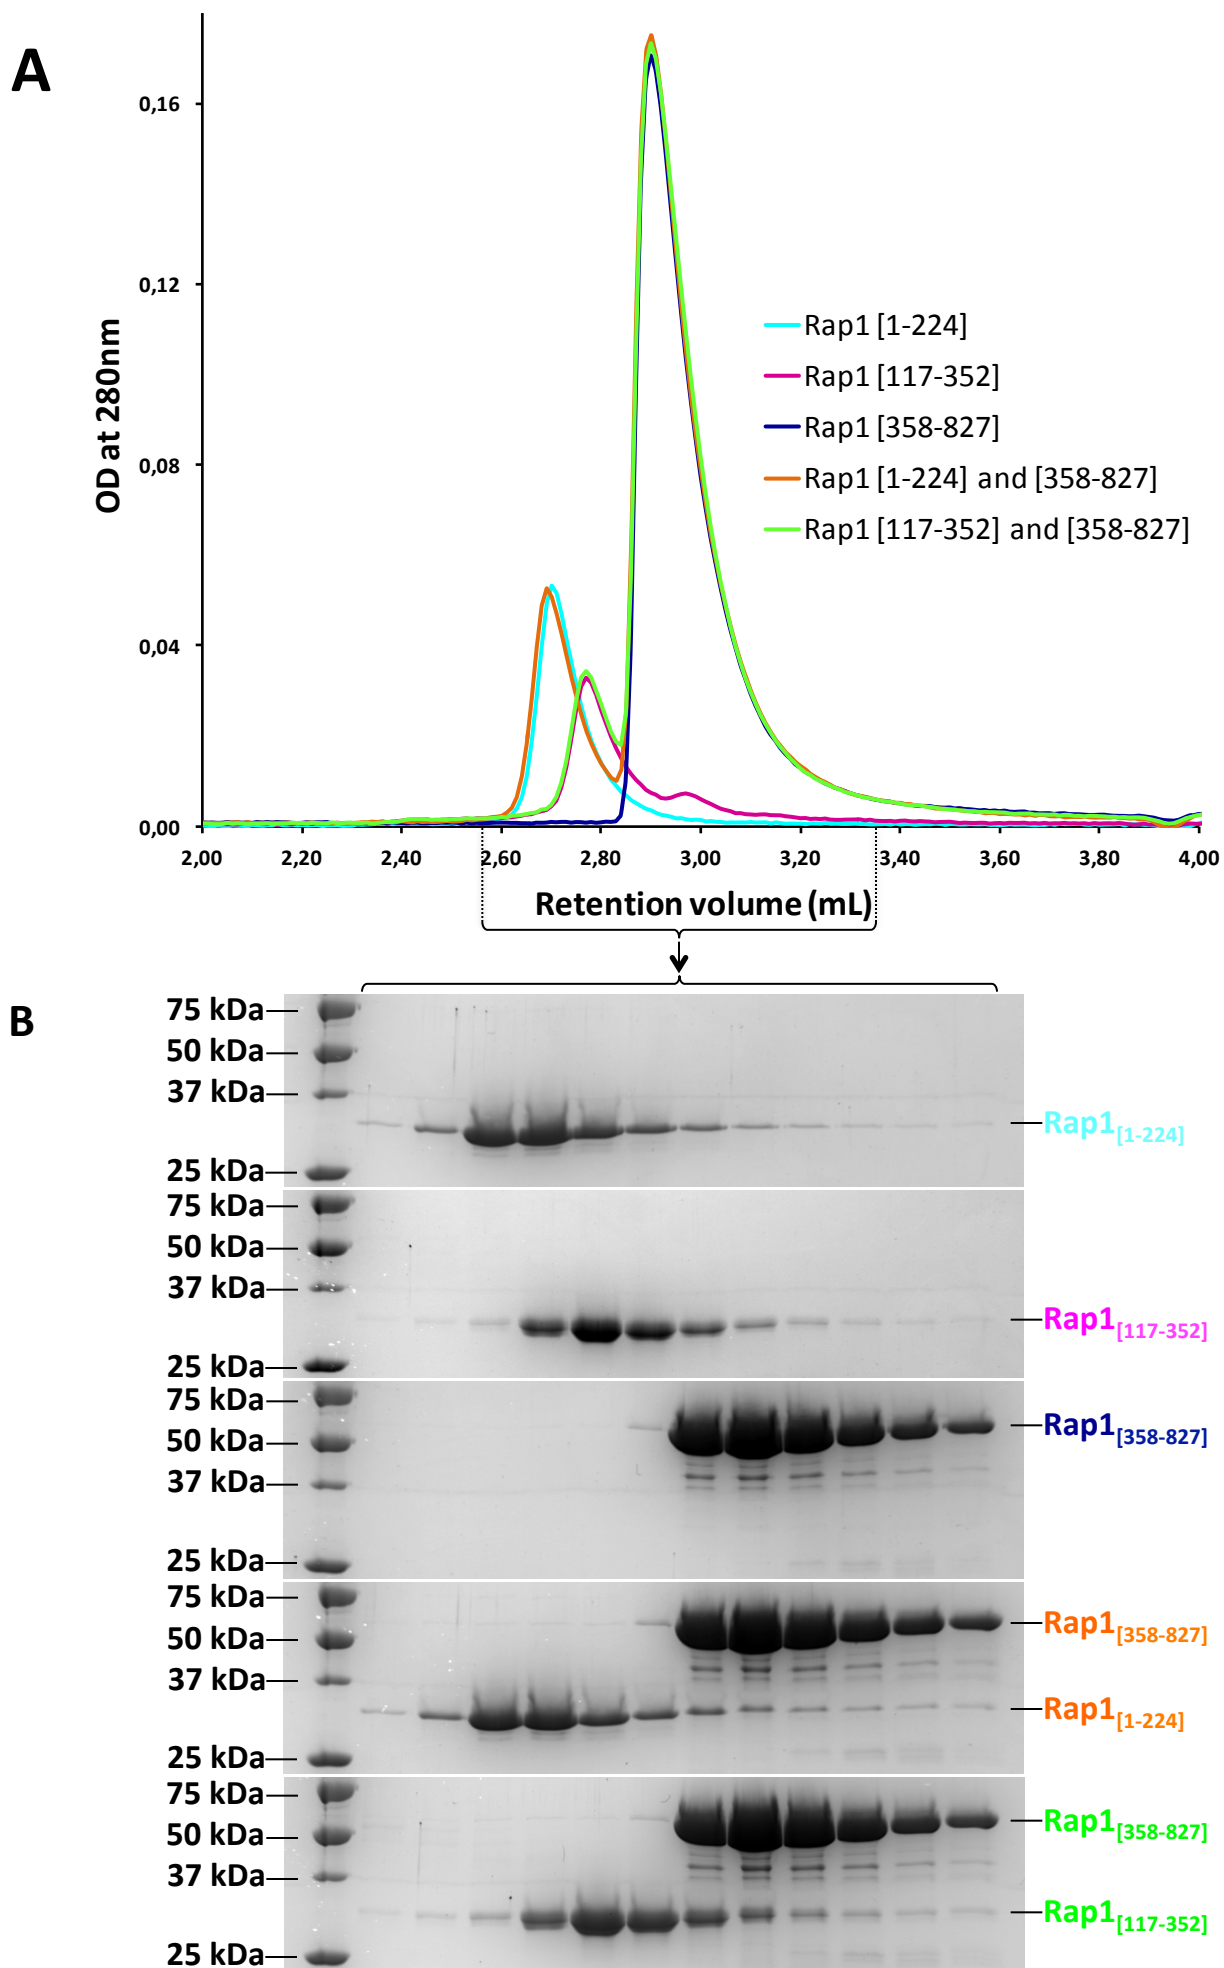 A
OD at 280nm
0,16
0,12
0,08
0,04
0,00
2,00 2,20 2,40 2,60 2,80 3,00 3,20 3,40 3,60 3,80 4,00
Retention volume (mL)
Rap1 [1-224]
Rap1 [117-352]
Rap1 [358-827]
Rap1 [1-224] and [358-827]
Rap1 [117-352] and [358-827]
B
75 kDa
50 kDa
37 kDa
25 kDa
Rap1[1-224]
75 kDa
50 kDa
37 kDa
25 kDa
Rap1[117-352]
75 kDa
50 kDa
37 kDa
25 kDa
Rap1[358-827]
75 kDa
50 kDa
37 kDa
25 kDa
Rap1[358-827]
Rap1[1-224]
75 kDa
50 kDa
37 kDa
25 kDa
Rap1[358-827]
Rap1[117-352]